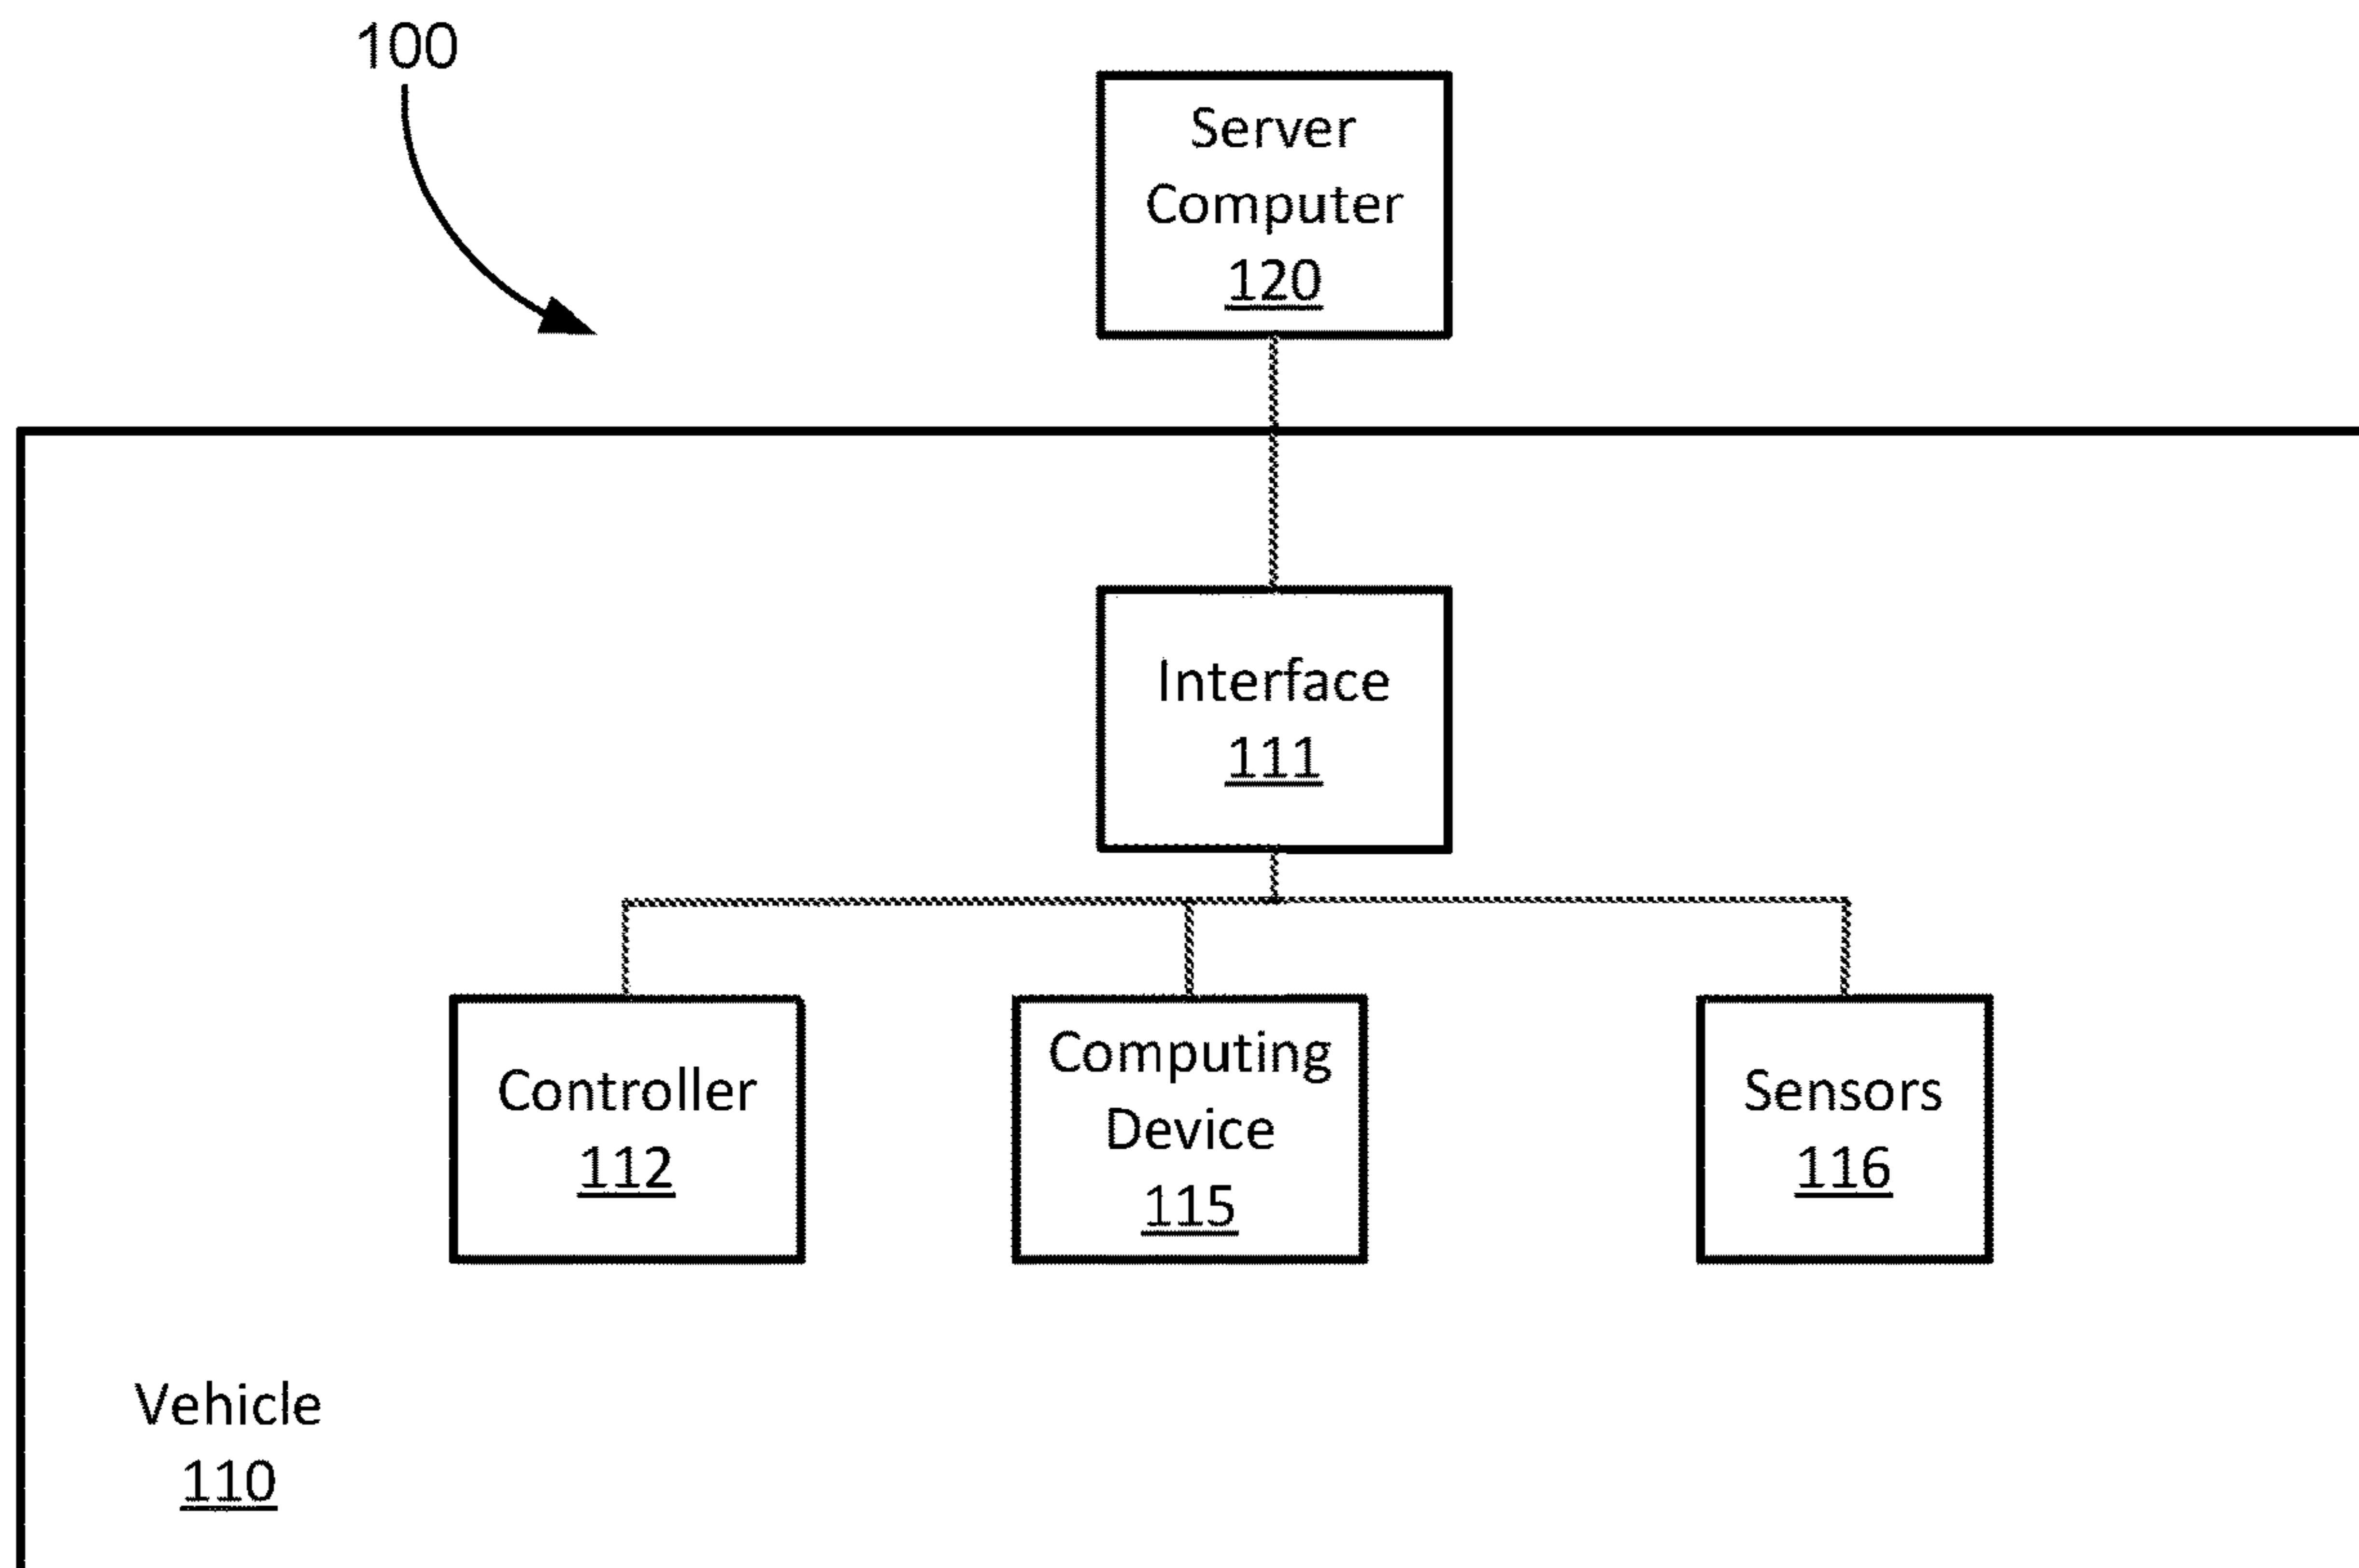 100
Server
Computer
120
Interface
111
Controller
112
Computing
Device
115
Sensors
116
Vehicle
110